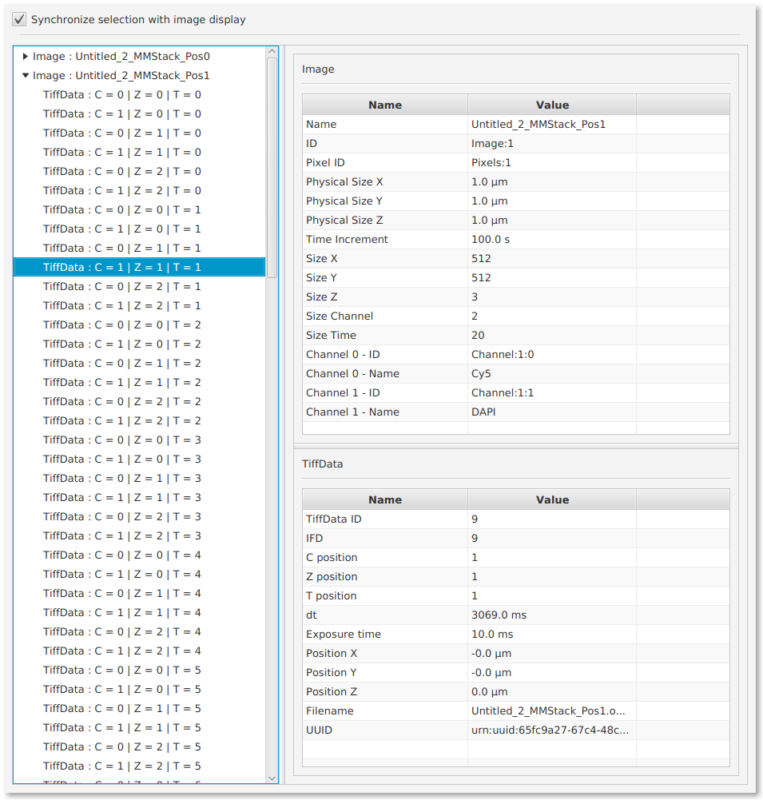 Synchronize selection with image display
Image : Untitled_2_MMStack_Pos0
Image : Untitled_2_MMStack_Pos1
TiffData : C = 0 | Z = 0 | T = 0
TiffData : C = 1 | Z = 0 | T = 0
TiffData : C = 0 | Z = 1 | T = 0
TiffData : C = 1 | Z = 1 | T = 0
TiffData : C = 0 | Z = 2 | T = 0
TiffData : C = 1 | Z = 2 | T = 0
TiffData : C = 0 | Z = 0 | T = 1
TiffData : C = 1 | Z = 0 | T = 1
TiffData : C = 0 | Z = 1 | T = 1
TiffData : C = 1 | Z = 1 | T = 1
TiffData : C = 0 | Z = 2 | T = 1
TiffData : C = 1 | Z = 2 | T = 1
TiffData : C = 0 | Z = 0 | T = 2
TiffData : C = 1 | Z = 0 | T = 2
TiffData : C = 0 | Z = 1 | T = 2
TiffData : C = 1 | Z = 1 | T = 2
TiffData : C = 0 | Z = 2 | T = 2
TiffData : C = 1 | Z = 2 | T = 2
TiffData : C = 0 | Z = 0 | T = 3
TiffData : C = 1 | Z = 0 | T = 3
TiffData : C = 0 | Z = 1 | T = 3
TiffData : C = 1 | Z = 1 | T = 3
TiffData : C = 0 | Z = 2 | T = 3
TiffData : C = 1 | Z = 2 | T = 3
TiffData : C = 0 | Z = 0 | T = 4
TiffData : C = 1 | Z = 0 | T = 4
TiffData : C = 0 | Z = 1 | T = 4
TiffData : C = 1 | Z = 1 | T = 4
TiffData : C = 0 | Z = 2 | T = 4
TiffData : C = 1 | Z = 2 | T = 4
TiffData : C = 0 | Z = 0 | T = 5
TiffData : C = 1 | Z = 0 | T = 5
TiffData : C = 0 | Z = 1 | T = 5
TiffData : C = 1 | Z = 1 | T = 5
TiffData : C = 0 | Z = 2 | T = 5
TiffData : C = 1 | Z = 2 | T = 5
Image
Name Value
Name Untitled_2_MMStack_Pos1
ID Image:1
Pixel ID Pixels:1
Physical Size X 1.0 µm
Physical Size Y 1.0 µm
Physical Size Z 1.0 µm
Time Increment 100.0 s
Size X 512
Size Y 512
Size Z 3
Size Channel 2
Size Time 20
Channel 0 - ID Channel:1:0
Channel 0 - Name Cy5
Channel 1 - ID Channel:1:1
Channel 1 - Name DAPI
TiffData
Name Value
TiffData ID 9
IFD 9
C position 1
Z position 1
T position 1
dt 3069.0 ms
Exposure time 10.0 ms
Position X -0.0 µm
Position Y -0.0 µm
Position Z 0.0 µm
Filename Untitled_2_MMStack_Pos1.o...
UUID urn:uuid:65fc9a27-67c4-48c...